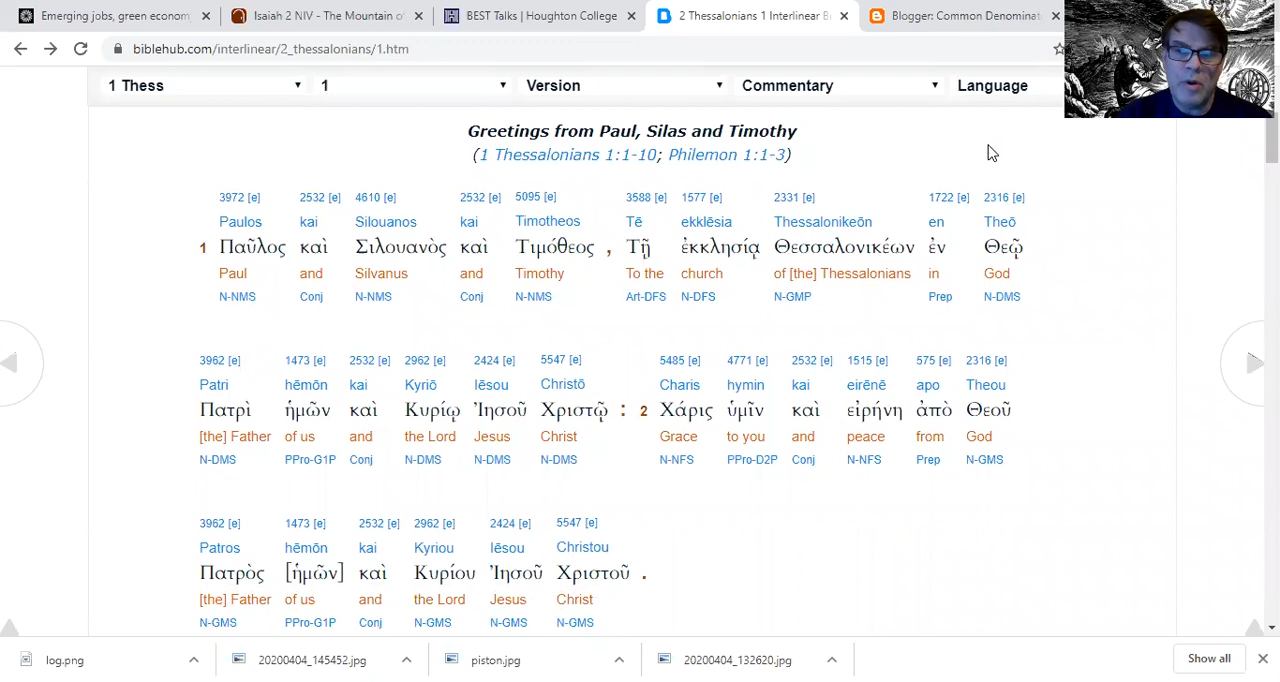 Emerging jobs, green econom
Isaiah 2 NIV - The Mountain of
BEST Talks | Houghton College
2 Thessalonians 1 Interlinear B
Blogger: Common Denominat
biblehub.com/interlinear/2_thessalonians/1.htm
1 Thess 1 Version Commentary Language
Greetings from Paul, Silas and Timothy
(1 Thessalonians 1:1-10; Philemon 1:1-3)
3972 [e] 2532 [e] 4610 [e] 2532 [e] 5095 [e] 3588 [e] 1577 [e] 2331 [e] 1722 [e] 2316 [e]
Paulos kai Silouanos kai Timotheos Tē ekklēsia Thessalonikeōn en Theō
1 Παῦλος καὶ Σιλουανὸς καὶ Τιμόθεος , Τῇ ἐκκλησίᾳ Θεσσαλονικέων ἐν Θεῷ
Paul and Silvanus and Timothy To the church of [the] Thessalonians in God
N-NMS Conj N-NMS Conj N-NMS Art-DFS N-DFS N-GMP Prep N-DMS
3962 [e] 1473 [e] 2532 [e] 2962 [e] 2424 [e] 5547 [e] 5485 [e] 4771 [e] 2532 [e] 1515 [e] 575 [e] 2316 [e]
Patri hēmōn kai Kyriō Iēsou Christō Charis hymin kai eirēnē apo Theou
Πατρὶ ἡμῶν καὶ Κυρίῳ Ἰησοῦ Χριστῷ : 2 Χάρις ὑμῖν καὶ εἰρήνη ἀπὸ Θεοῦ
[the] Father of us and the Lord Jesus Christ Grace to you and peace from God
N-DMS PPro-G1P Conj N-DMS N-DMS N-DMS N-NFS PPro-D2P Conj N-NFS Prep N-GMS
3962 [e] 1473 [e] 2532 [e] 2962 [e] 2424 [e] 5547 [e]
Patros hēmōn kai Kyriou Iēsou Christou
Πατρὸς [ἡμῶν] καὶ Κυρίου Ἰησοῦ Χριστοῦ .
[the] Father of us and the Lord Jesus Christ
N-GMS PPro-G1P Conj N-GMS N-GMS N-GMS
log.png
20200404_145452.jpg
piston.jpg
20200404_132620.jpg
Show all